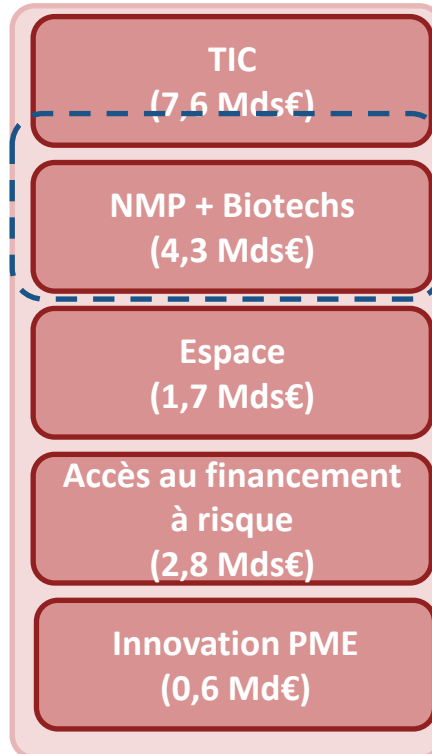 TIC
(7,6 Mds€)
NMP + Biotechs
(4,3 Mds€)
Espace
(1,7 Mds€)
Accès au financement
à risque
(2,8 Mds€)
Innovation PME
(0,6 Md€)